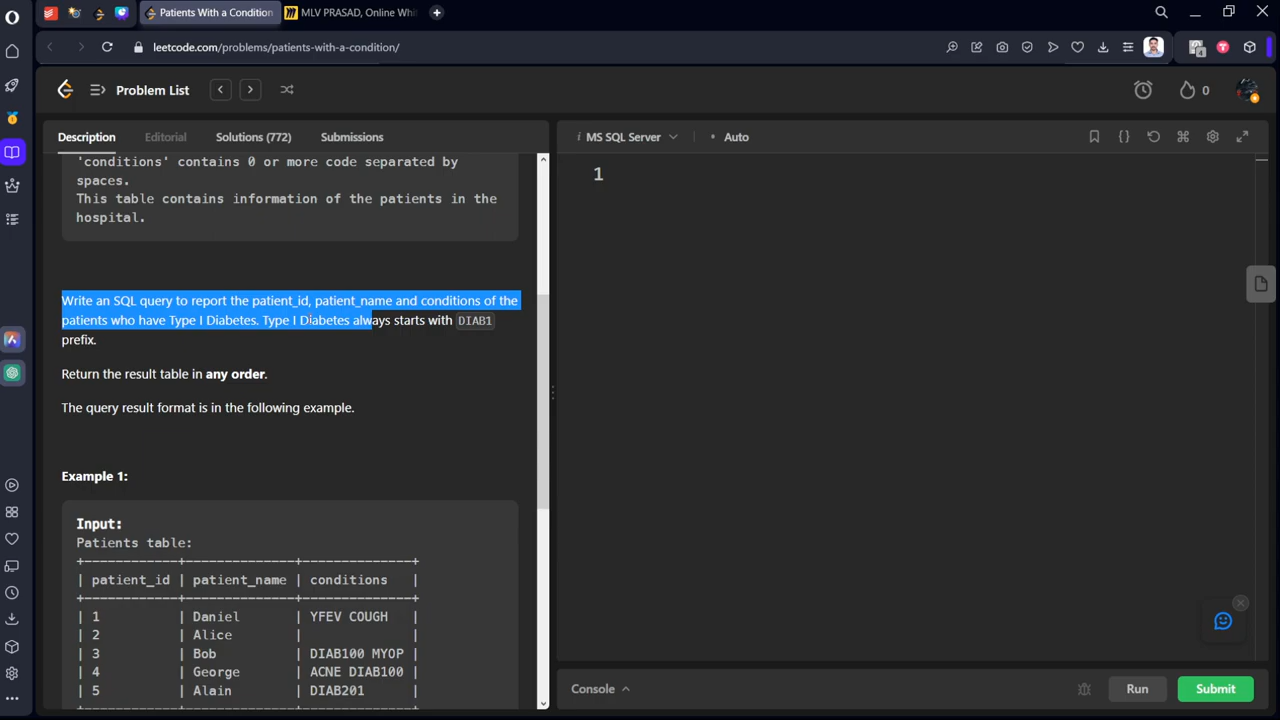 Patients With a Condition
MLV PRASAD, Online Whi
leetcode.com/problems/patients-with-a-condition/
4
Problem List
0
Description
Editorial
Solutions (772)
Submissions
i MS SQL Server
• Auto
'conditions' contains 0 or more code separated by
spaces.
This table contains information of the patients in the
hospital.
1
Write an SQL query to report the patient_id, patient_name and conditions of the
patients who have Type I Diabetes. Type I Diabetes always starts with DIAB1
prefix.
Return the result table in any order.
The query result format is in the following example.
Example 1:
Input:
Patients table:
+------------+--------------+--------------+
| patient_id | patient_name | conditions   |
+------------+--------------+--------------+
| 1          | Daniel       | YFEV COUGH   |
| 2          | Alice        |              |
| 3          | Bob          | DIAB100 MYOP |
| 4          | George       | ACNE DIAB100 |
| 5          | Alain        | DIAB201      |
+------------+--------------+--------------+
Console
Run
Submit